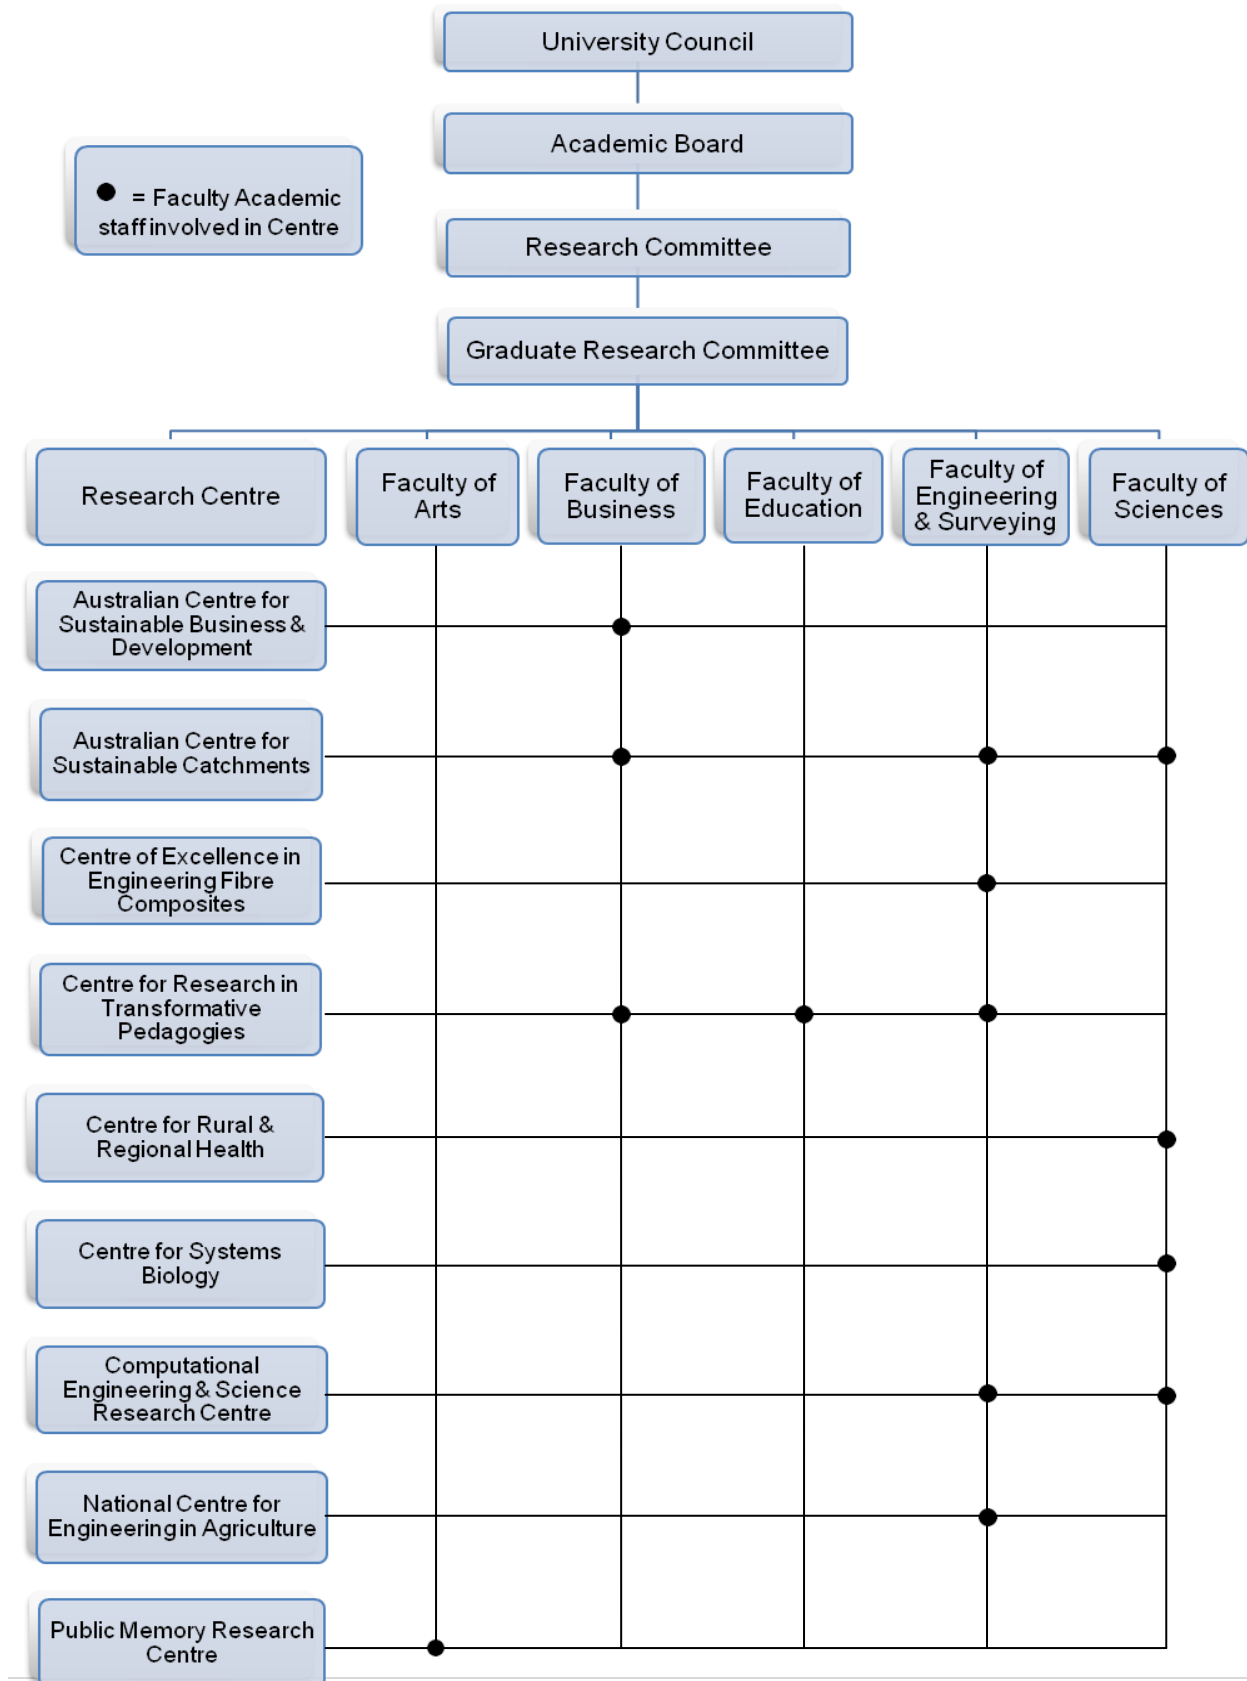 University Council
Academic Board
● = Faculty Academic
staff involved in Centre
Research Committee
Graduate Research Committee
Research Centre
Faculty of
Arts
Faculty of
Business
Faculty of
Education
Faculty of
Engineering
& Surveying
Faculty of
Sciences
Australian Centre for
Sustainable Business &
Development
Australian Centre for
Sustainable Catchments
Centre of Excellence in
Engineering Fibre
Composites
Centre for Research in
Transformative
Pedagogies
Centre for Rural &
Regional Health
Centre for Systems
Biology
Computational
Engineering & Science
Research Centre
National Centre for
Engineering in Agriculture
Public Memory Research
Centre